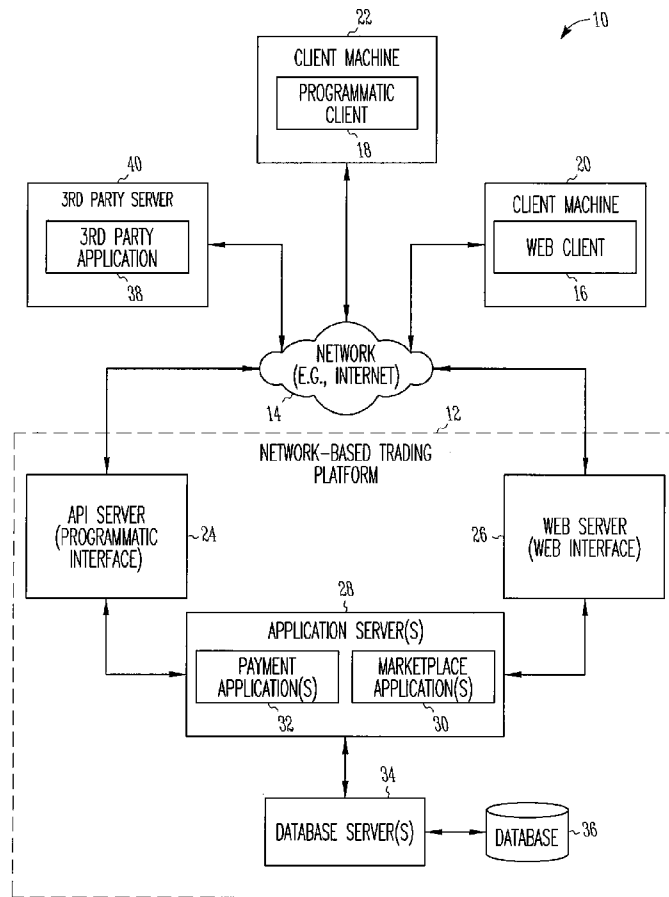 22
10
CLIENT MACHINE
PROGRAMMATIC
CLIENT
18
40
3RD PARTY SERVER
3RD PARTY
APPLICATION
38
20
CLIENT MACHINE
WEB CLIENT
16
NETWORK
(E.G., INTERNET)
14
12
NETWORK-BASED TRADING
PLATFORM
API SERVER
(PROGRAMMATIC
INTERFACE)
24
26
WEB SERVER
(WEB INTERFACE)
28
APPLICATION SERVER(S)
PAYMENT
APPLICATION(S)
32
MARKETPLACE
APPLICATION(S)
30
34
DATABASE SERVER(S)
DATABASE
36